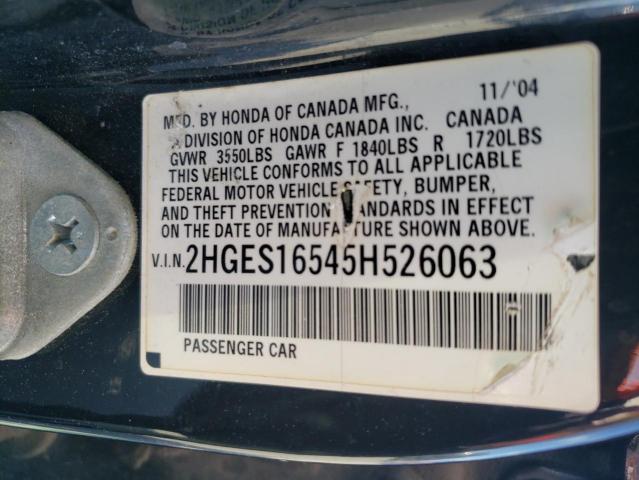 MFD. BY HONDA OF CANADA MFG., 11/'04
A DIVISION OF HONDA CANADA INC. CANADA
GVWR 3550LBS GAWR F 1840LBS R 1720LBS
THIS VEHICLE CONFORMS TO ALL APPLICABLE
FEDERAL MOTOR VEHICLE SAFETY, BUMPER,
AND THEFT PREVENTION STANDARDS IN EFFECT
ON THE DATE OF MANUFACTURE SHOWN ABOVE.
V.I.N. 2HGES16545H526063
PASSENGER CAR